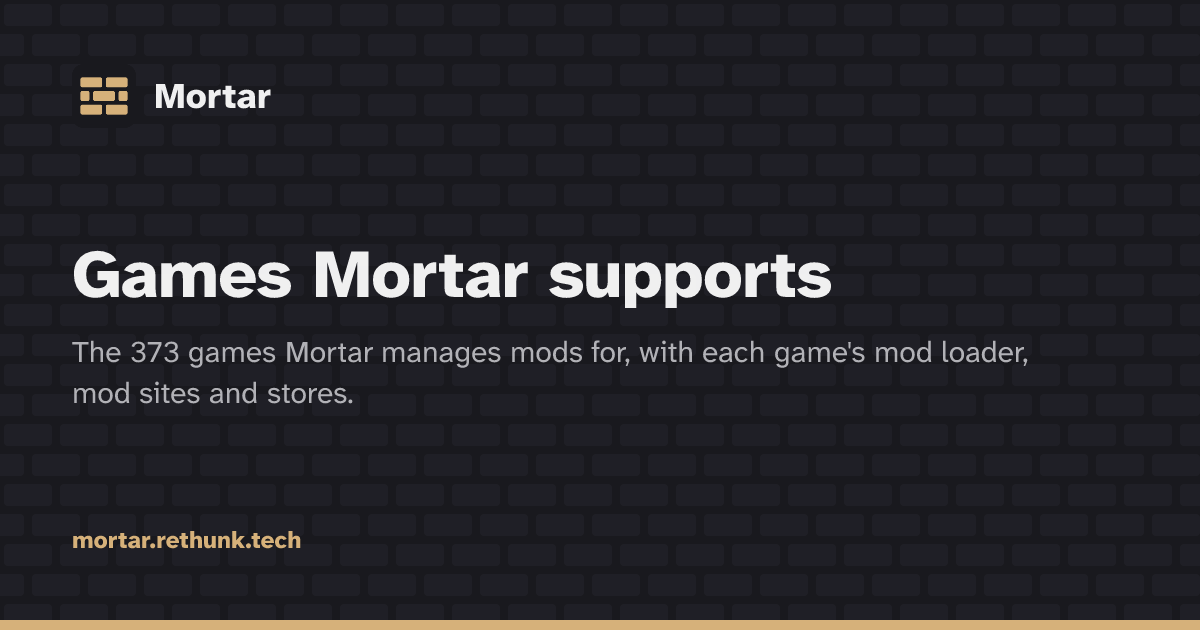 Mortar
Games Mortar supports
The 373 games Mortar manages mods for, with each game's mod loader,
mod sites and stores.
mortar.rethunk.tech